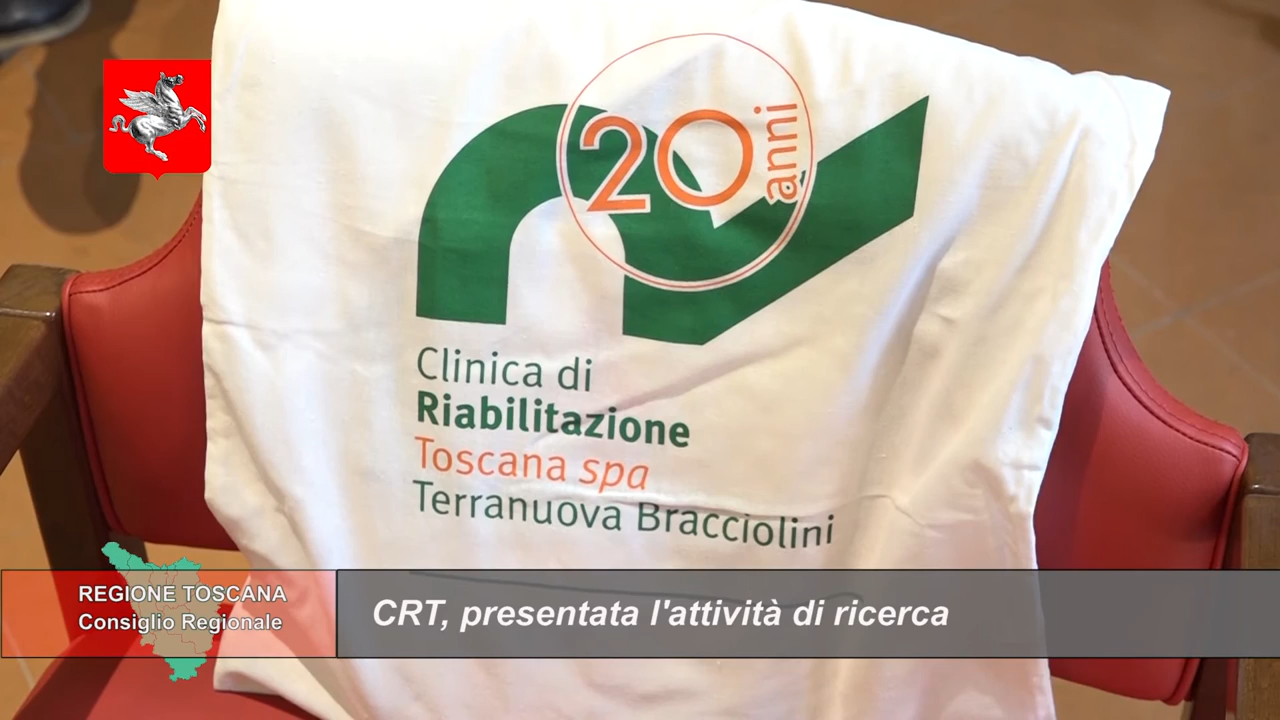 20 anni
Clinica di
Riabilitazione
Toscana spa
Terranuova Bracciolini
REGIONE TOSCANA
Consiglio Regionale
CRT, presentata l'attività di ricerca